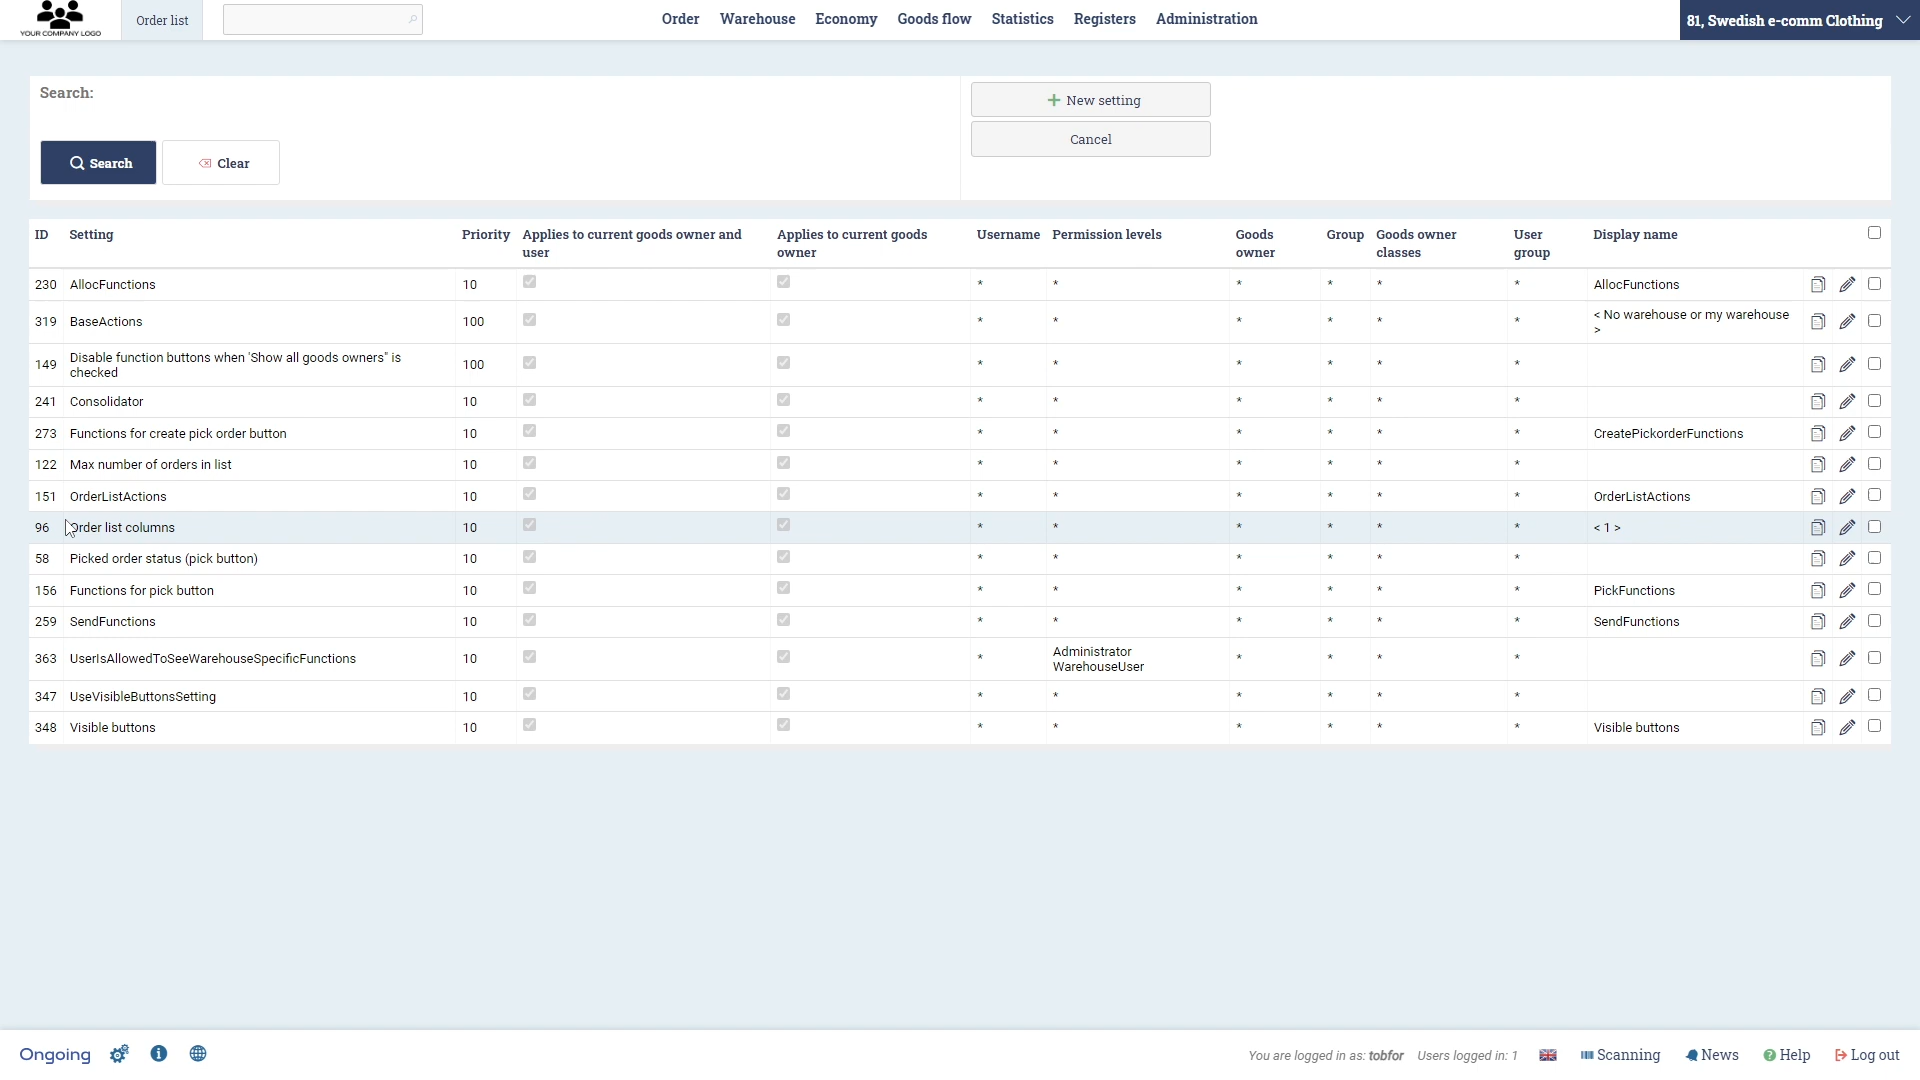 YOUR COMPANY LOGO
Order list
Order Warehouse Economy Goods flow Statistics Registers Administration
81, Swedish e-comm Clothing
Search:
Search Clear
New setting
Cancel
ID Setting Priority Applies to current goods owner and user Applies to current goods owner Username Permission levels Goods owner Group Goods owner classes User group Display name
230 AllocFunctions 10 * * * * * * AllocFunctions
319 BaseActions 100 * * * * * * < No warehouse or my warehouse >
149 Disable function buttons when 'Show all goods owners" is checked 100 * * * * * *
241 Consolidator 10 * * * * * *
273 Functions for create pick order button 10 * * * * * * CreatePickorderFunctions
122 Max number of orders in list 10 * * * * * *
151 OrderListActions 10 * * * * * * OrderListActions
96 Order list columns 10 * * * * * * < 1 >
58 Picked order status (pick button) 10 * * * * * *
156 Functions for pick button 10 * * * * * * PickFunctions
259 SendFunctions 10 * * * * * * SendFunctions
363 UserIsAllowedToSeeWarehouseSpecificFunctions 10 * Administrator WarehouseUser * * * *
347 UseVisibleButtonsSetting 10 * * * * * *
348 Visible buttons 10 * * * * * * Visible buttons
Ongoing
You are logged in as: tobfor Users logged in: 1 Scanning News Help Log out